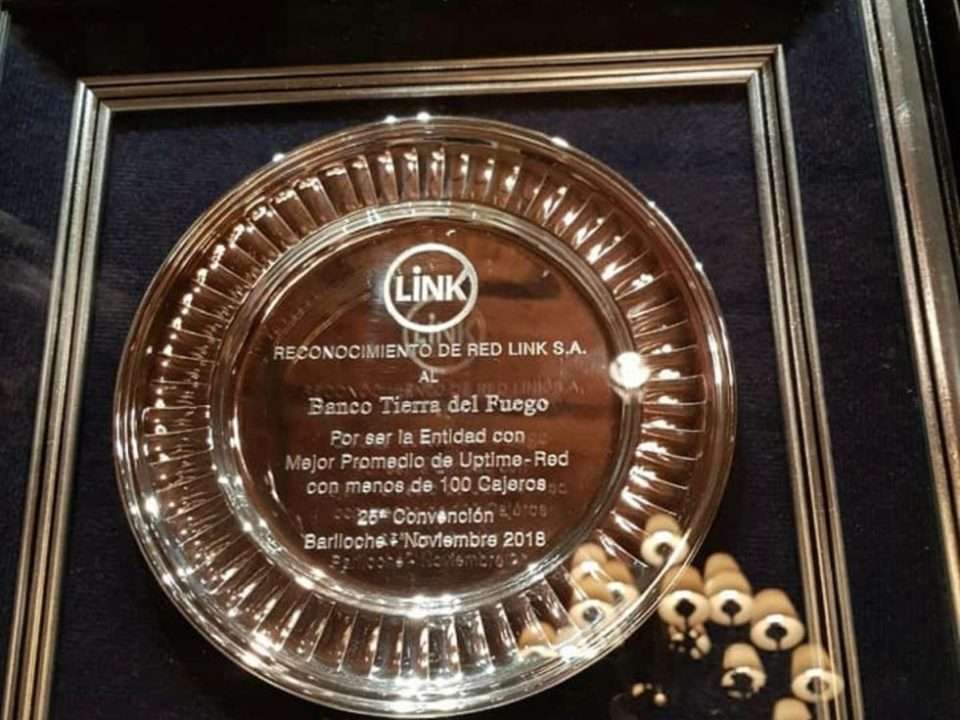 LiNK
RECONOCIMIENTO DE RED LINK S.A.
AL
Banco Tierra del Fuego
Por ser la Entidad con
Mejor Promedio de Uptime-Red
con menos de 100 Cajeros
25ª Convención
Bariloche - Noviembre 2018